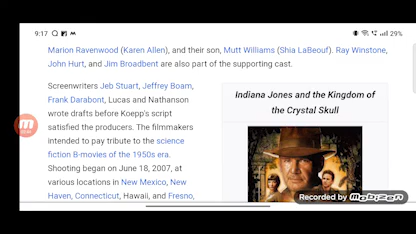 9:17
29%
Marion Ravenwood (Karen Allen), and their son, Mutt Williams (Shia LaBeouf). Ray Winstone,
John Hurt, and Jim Broadbent are also part of the supporting cast.
Screenwriters Jeb Stuart, Jeffrey Boam,
Frank Darabont, Lucas and Nathanson
wrote drafts before Koepp's script
satisfied the producers. The filmmakers
intended to pay tribute to the science
fiction B-movies of the 1950s era.
Shooting began on June 18, 2007, at
various locations in New Mexico, New
Haven, Connecticut, Hawaii, and Fresno,
Indiana Jones and the Kingdom of
the Crystal Skull
Recorded by
Mobizen